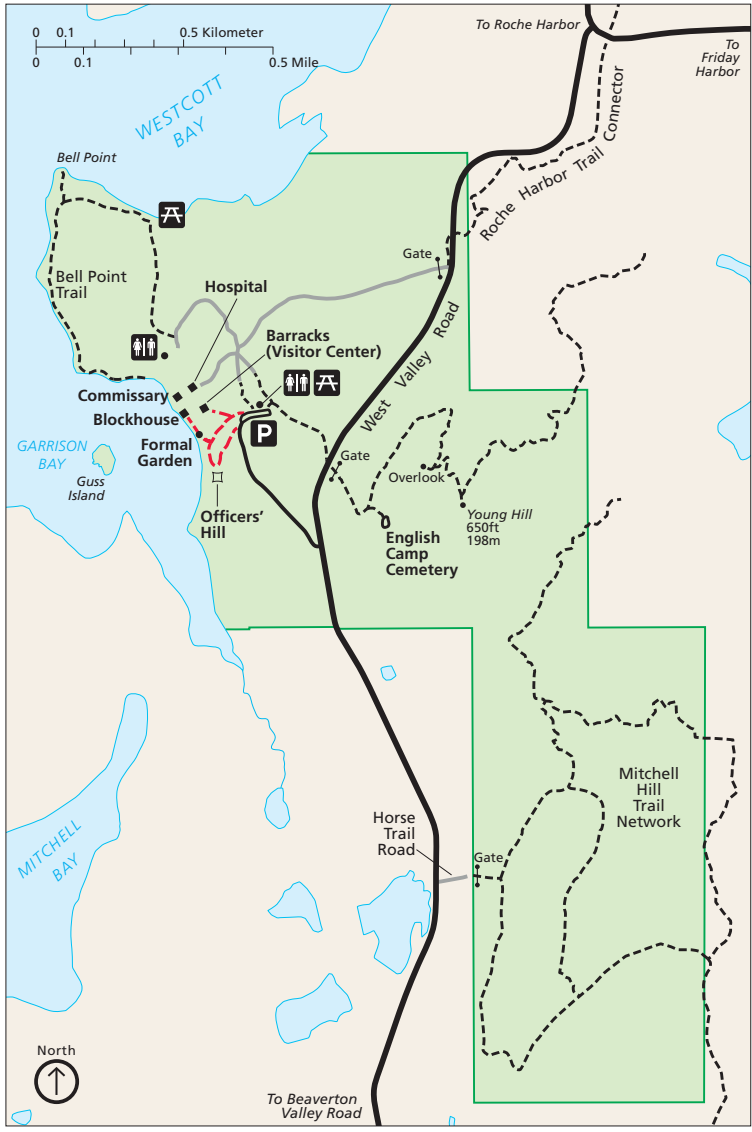 0 0.1 0.5 Kilometer
0 0.1 0.5 Mile
To Roche Harbor
To
Friday
Harbor
WESTCOTT
BAY
Bell Point
Roche Harbor Trail Connector
Gate
Bell Point
Trail
Hospital
Barracks
(Visitor Center)
West Valley Road
Commissary
Blockhouse
P
Formal
Garden
GARRISON
BAY
Guss
Island
Gate
Overlook
Young Hill
650ft
198m
Officers'
Hill
English
Camp
Cemetery
Mitchell
Hill
Trail
Network
Horse
Trail
Road
Gate
MITCHELL
BAY
North
To Beaverton
Valley Road